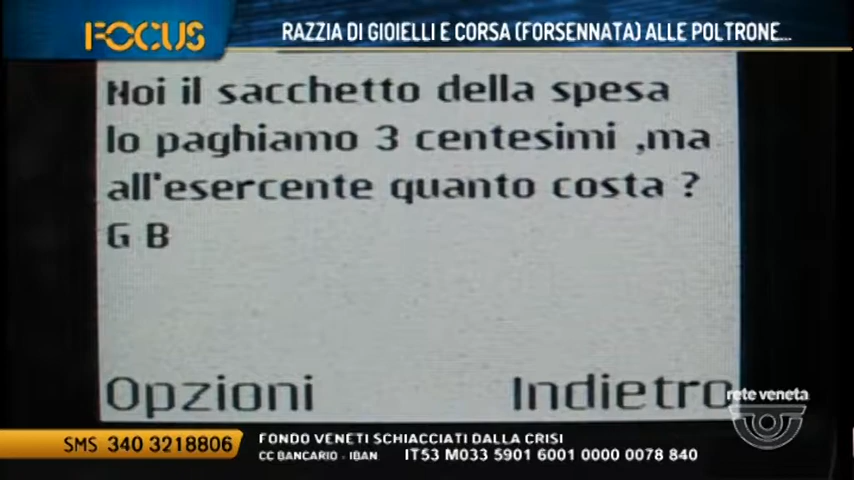 FOCUS
RAZZIA DI GIOIELLI E CORSA (FORSENNATA) ALLE POLTRONE...
Noi il sacchetto della spesa
lo paghiamo 3 centesimi ,ma
all'esercente quanto costa ?
G B
Opzioni Indietro
rete veneta
SMS 340 3218806
FONDO VENETI SCHIACCIATI DALLA CRISI
CC BANCARIO - IBAN IT53 M033 5901 6001 0000 0078 840